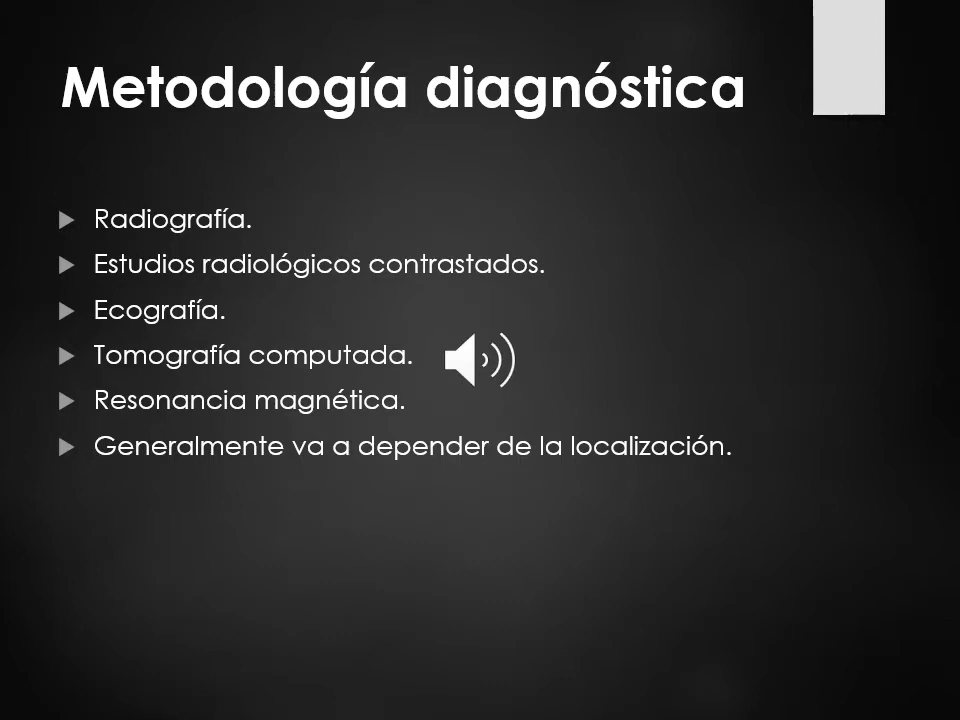 Metodología diagnóstica
Radiografía.
Estudios radiológicos contrastados.
Ecografía.
Tomografía computada.
Resonancia magnética.
Generalmente va a depender de la localización.